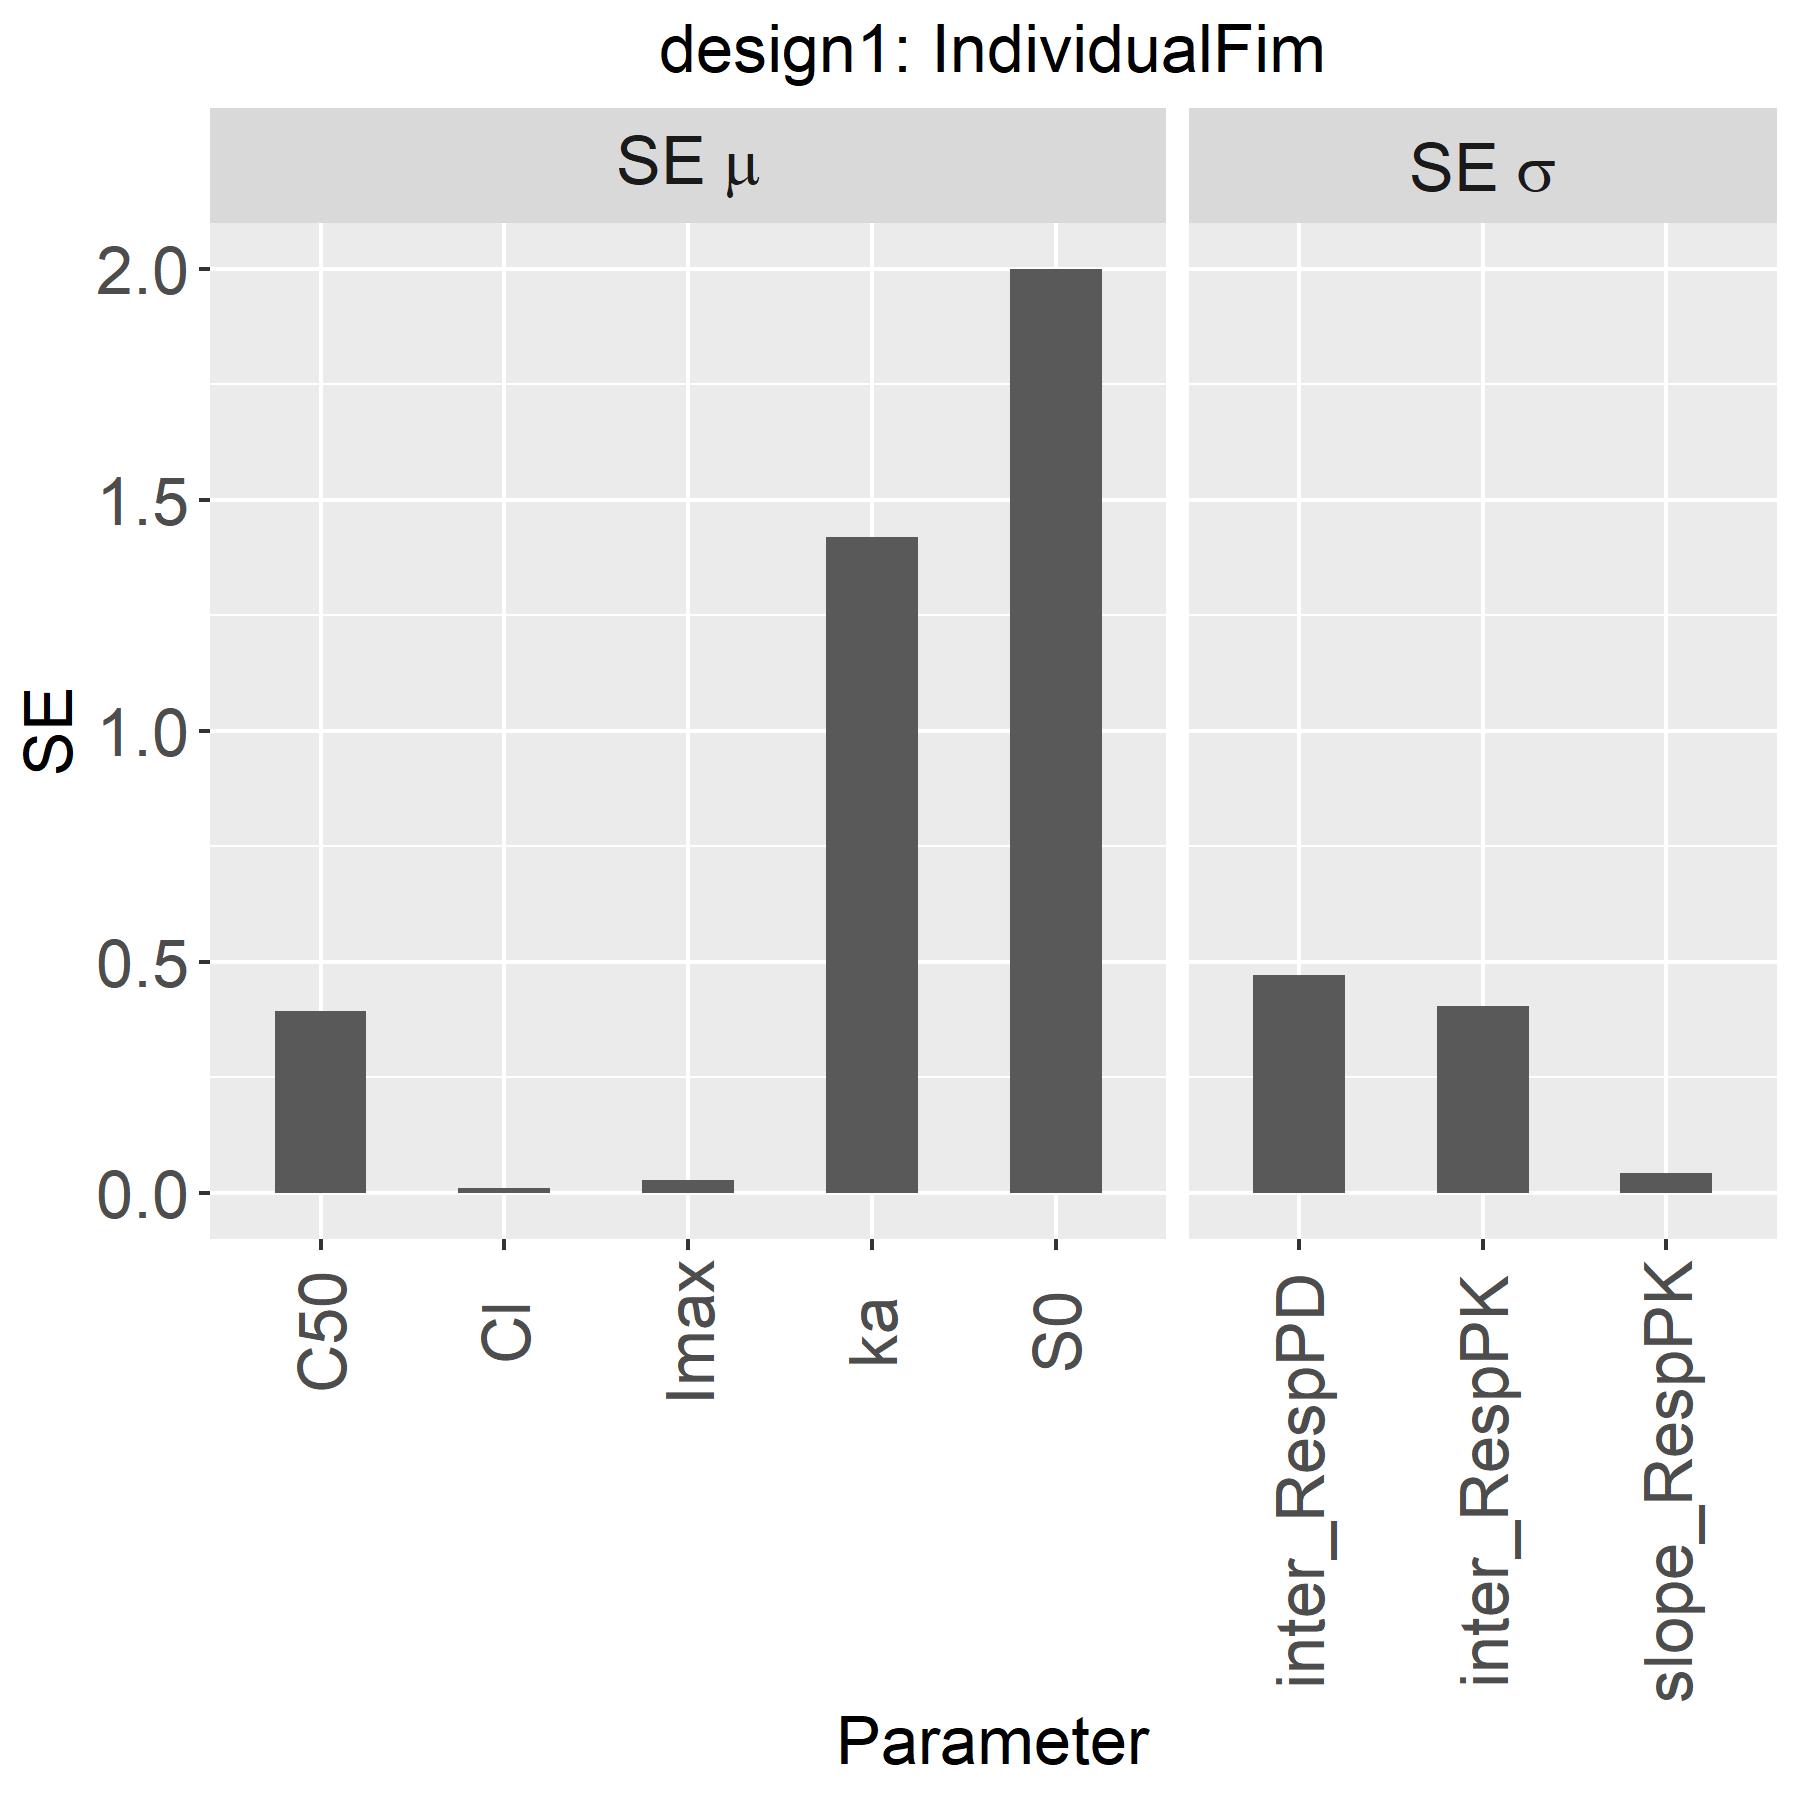 design1: IndividualFim
SE μ
SE σ
SE
2.0
1.5
1.0
0.5
0.0
C50
Cl
Imax
ka
S0
inter_RespPD
inter_RespPK
slope_RespPK
Parameter